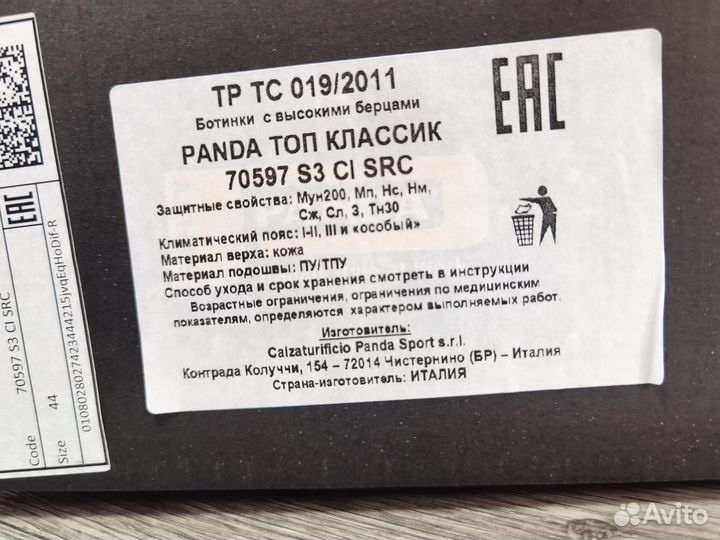 ТР ТС 019/2011
Ботинки с высокими берцами
PANDA ТОП КЛАССИК
70597 S3 CI SRC
Защитные свойства: Мун200, Мп, Нс, Нм,
Сж, Сл, З, Тн30
Климатический пояс: I-II, III и «особый»
Материал верха: кожа
Материал подошвы: ПУ/ТПУ
Способ ухода и срок хранения смотреть в инструкции
Возрастные ограничения, ограничения по медицинским
показателям, определяются характером выполняемых работ.
Изготовитель:
Calzaturificio Panda Sport s.r.l.
Контрада Колуччи, 154 – 72014 Чистернино (БР) – Италия
Страна-изготовитель: ИТАЛИЯ
EAC
EAC
Code 70597 S3 CI SRC
Size 44
0108028027423444215JvqEqHoDif-R
Avito